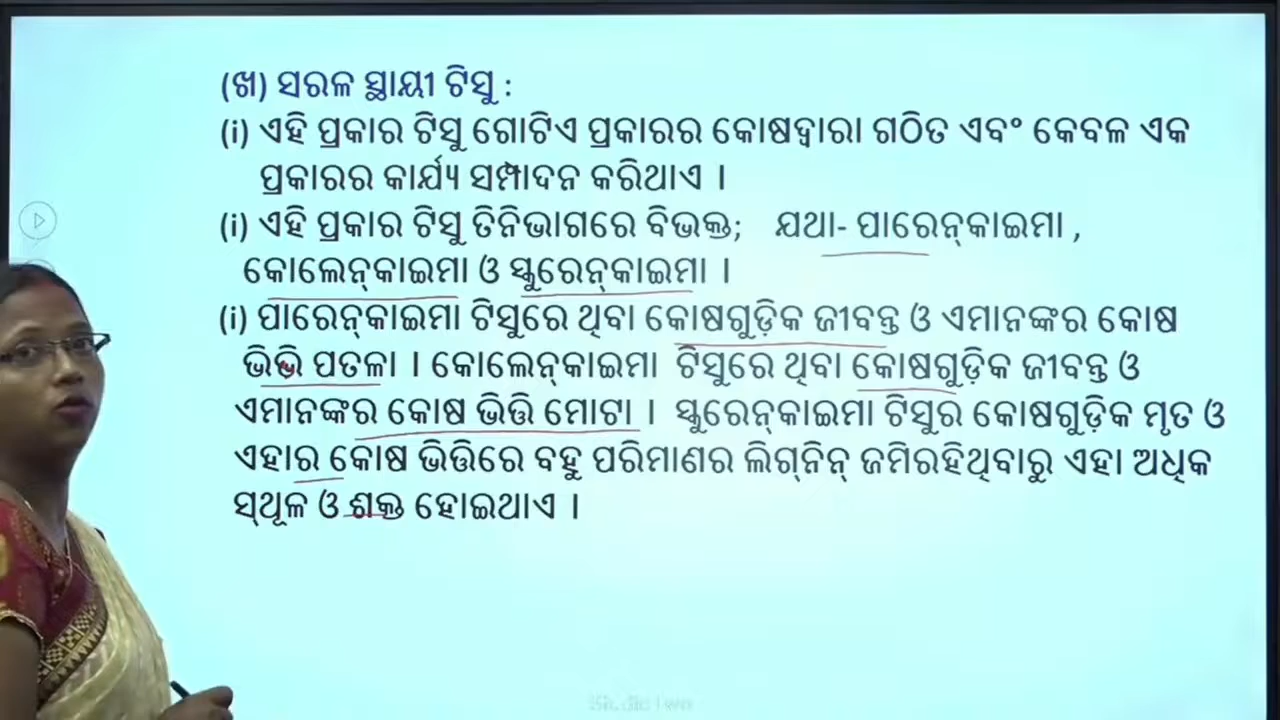 (ଖ) ସରଳ ସ୍ଥାୟୀ ଟିସୁ :
(i) ଏହି ପ୍ରକାର ଟିସୁ ଗୋଟିଏ ପ୍ରକାରର କୋଷଦ୍ୱାରା ଗଠିତ ଏବଂ କେବଳ ଏକ
ପ୍ରକାରର କାର୍ଯ୍ୟ ସମ୍ପାଦନ କରିଥାଏ ।
(i) ଏହି ପ୍ରକାର ଟିସୁ ତିନିଭାଗରେ ବିଭକ୍ତ; ଯଥା- ପାରେନ୍‌କାଇମା ,
କୋଲେନ୍‌କାଇମା ଓ ସ୍କ୍ଲେରେନ୍‌କାଇମା ।
(i) ପାରେନ୍‌କାଇମା ଟିସୁରେ ଥିବା କୋଷଗୁଡ଼ିକ ଜୀବନ୍ତ ଓ ଏମାନଙ୍କର କୋଷ
ଭିଭି ପତଳା । କୋଲେନ୍‌କାଇମା ଟିସୁରେ ଥିବା କୋଷଗୁଡ଼ିକ ଜୀବନ୍ତ ଓ
ଏମାନଙ୍କର କୋଷ ଭିତ୍ତି ମୋଟା । ସ୍କୁରେନ୍‌କାଇମା ଟିସୁର କୋଷଗୁଡ଼ିକ ମୃତ ଓ
ଏହାର କୋଷ ଭିତ୍ତିରେ ବହୁ ପରିମାଣର ଲିଗ୍‌ନିନ୍ ଜମିରହିଥିବାରୁ ଏହା ଅଧିକ
ସ୍ଥୂଳ ଓ ଶକ୍ତ ହୋଇଥାଏ ।